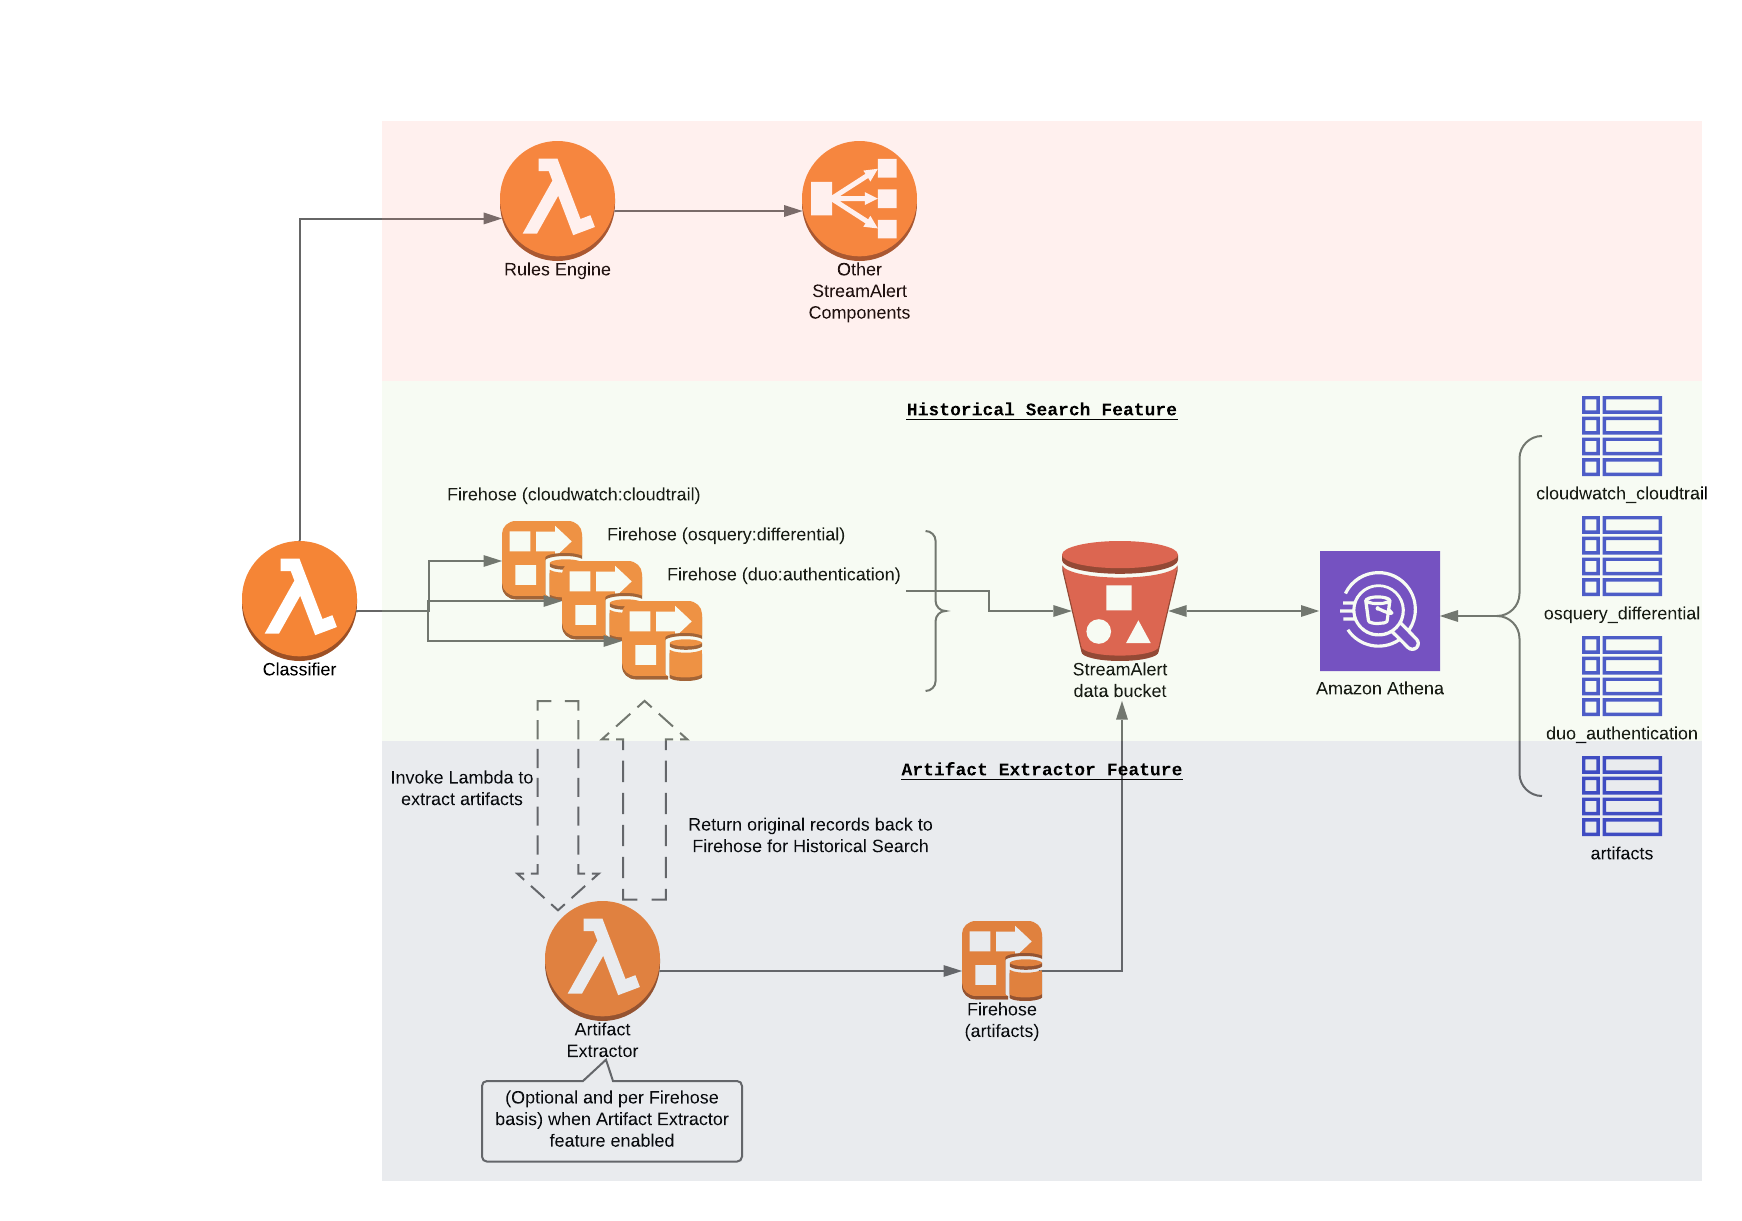 Rules Engine
Other
StreamAlert
Components
Historical Search Feature
Firehose (cloudwatch:cloudtrail)
Firehose (osquery:differential)
Firehose (duo:authentication)
Classifier
StreamAlert
data bucket
Amazon Athena
cloudwatch_cloudtrail
osquery_differential
duo_authentication
artifacts
Artifact Extractor Feature
Invoke Lambda to
extract artifacts
Return original records back to
Firehose for Historical Search
Artifact
Extractor
Firehose
(artifacts)
(Optional and per Firehose
basis) when Artifact Extractor
feature enabled